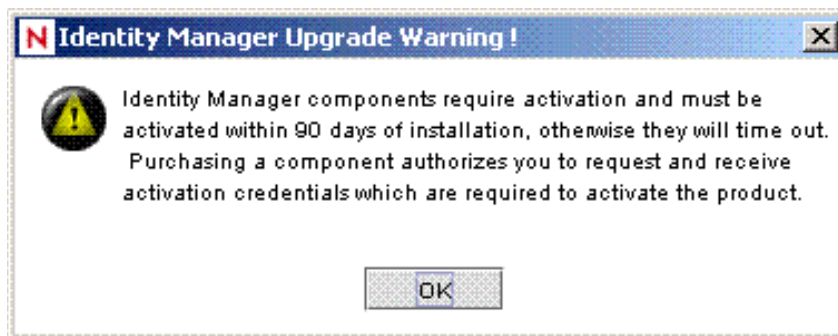 N Identity Manager Upgrade Warning !
Identity Manager components require activation and must be
activated within 90 days of installation, otherwise they will time out.
Purchasing a component authorizes you to request and receive
activation credentials which are required to activate the product.
OK